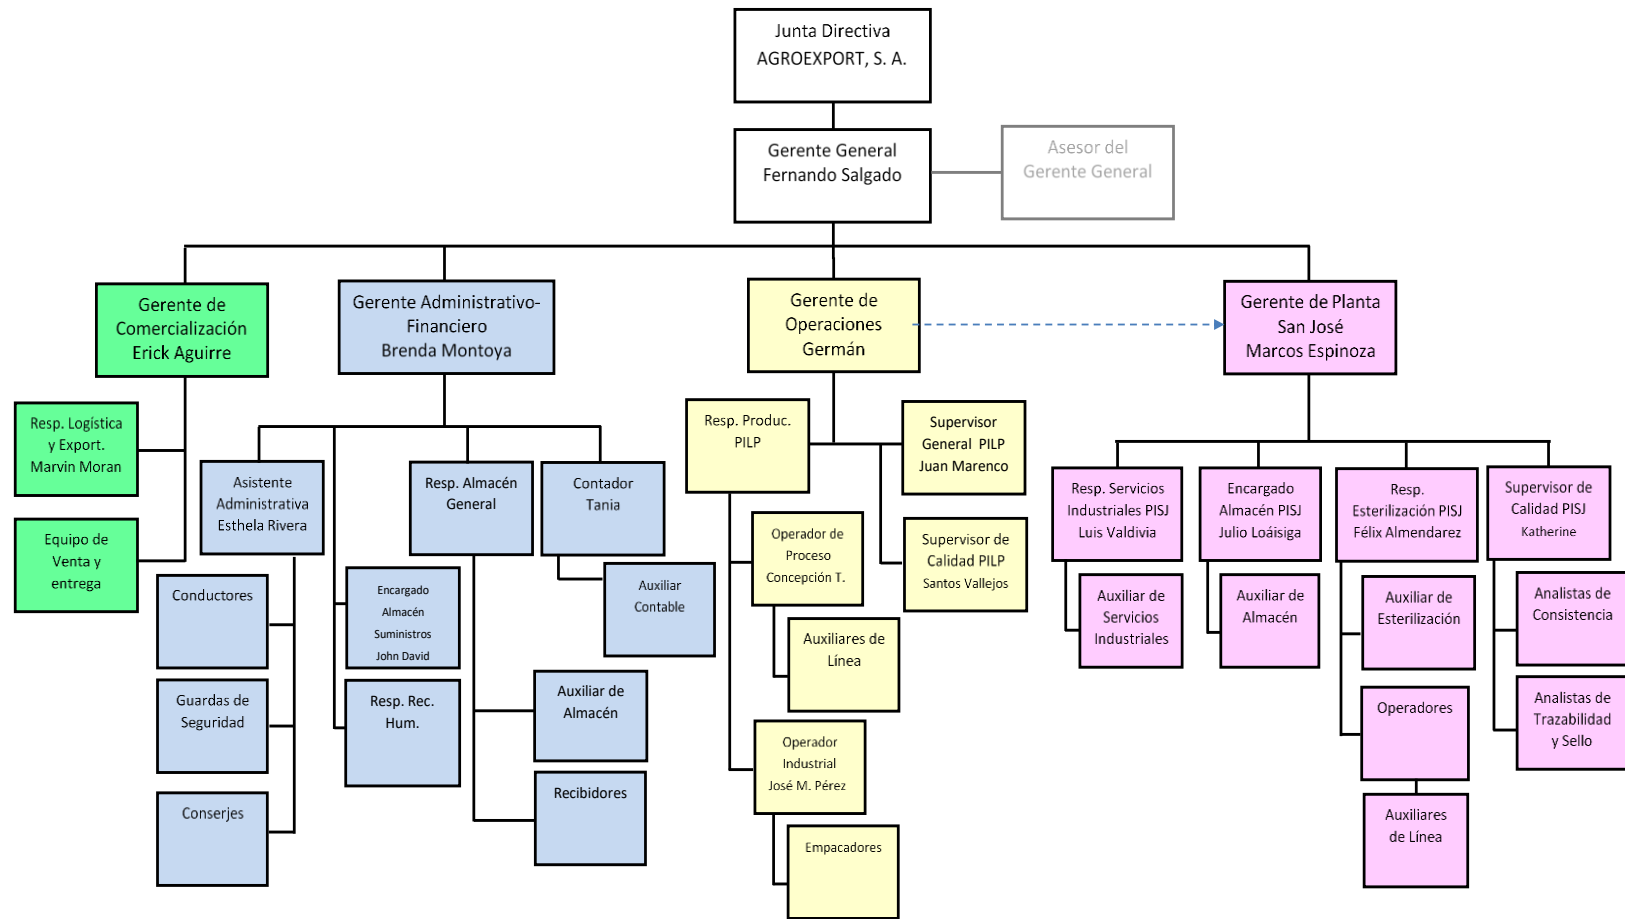 Junta Directiva
AGROEXPORT, S. A.
Gerente General
Fernando Salgado
Asesor del
Gerente General
Gerente de
Comercialización
Erick Aguirre
Gerente Administrativo-
Financiero
Brenda Montoya
Gerente de
Operaciones
Germán
Gerente de Planta
San José
Marcos Espinoza
Resp. Logística
y Export.
Marvin Moran
Equipo de
Venta y
entrega
Asistente
Administrativa
Esthela Rivera
Conductores
Guardas de
Seguridad
Conserjes
Encargado
Almacén
Suministros
John David
Resp. Rec.
Hum.
Resp. Almacén
General
Auxiliar de
Almacén
Recibidores
Contador
Tania
Auxiliar
Contable
Resp. Produc.
PILP
Operador de
Proceso
Concepción T.
Auxiliares de
Línea
Operador
Industrial
José M. Pérez
Empacadores
Supervisor
General PILP
Juan Marenco
Supervisor de
Calidad PILP
Santos Vallejos
Resp. Servicios
Industriales PISJ
Luis Valdivia
Auxiliar de
Servicios
Industriales
Encargado
Almacén PISJ
Julio Loáisiga
Auxiliar de
Almacén
Resp.
Esterilización PISJ
Félix Almendarez
Auxiliar de
Esterilización
Operadores
Auxiliares
de Línea
Supervisor de
Calidad PISJ
Katherine
Analistas de
Consistencia
Analistas de
Trazabilidad
y Sello